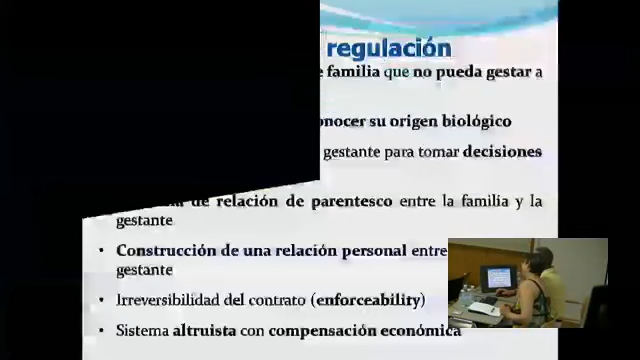 regulación
familia que no pueda gestar a
onocer su origen biológico
gestante para tomar decisiones
de relación de parentesco entre la familia y la
gestante
• Construcción de una relación personal entre
gestante
• Irreversibilidad del contrato (enforceability)
• Sistema altruista con compensación económica